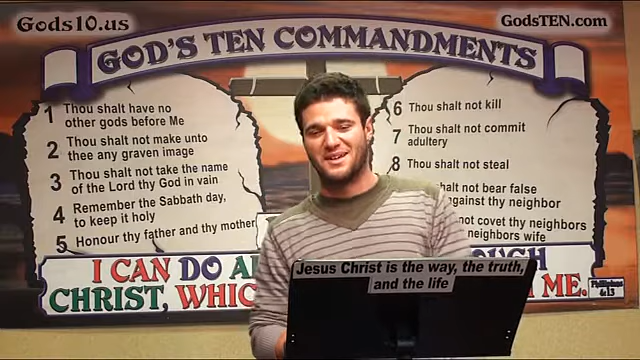 Gods10.us
GodsTEN.com
GOD'S TEN COMMANDMENTS
1 Thou shalt have no
other gods before Me
2 Thou shalt not make unto
thee any graven image
3 Thou shalt not take the name
of the Lord thy God in vain
4 Remember the Sabbath day,
to keep it holy
5 Honour thy father and thy mother
6 Thou shalt not kill
7 Thou shalt not commit
adultery
8 Thou shalt not steal
shalt not bear false
against thy neighbor
not covet thy neighbors
neighbors wife
I CAN DO
CHRIST,
ME.
4:13
Jesus Christ is the way, the truth,
and the life